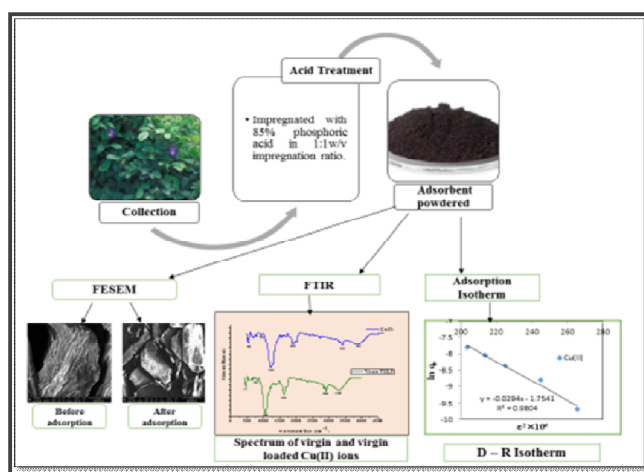 Acid Treatment
• Impregnated with
85% phosphoric
acid in 1:1w/v
impregnation ratio.
Collection
Adsorbent
powdered
FESEM
FTIR
Adsorption
Isotherm
Before
adsorption
After
adsorption
Spectrum of virgin and virgin
loaded Cu(II) ions
200 220 240 260 280
-7
-7.5
-8
-8.5
-9
-9.5
-10
Cu(II)
y = -0.0294x - 1.7541
R² = 0.9804
D – R Isotherm